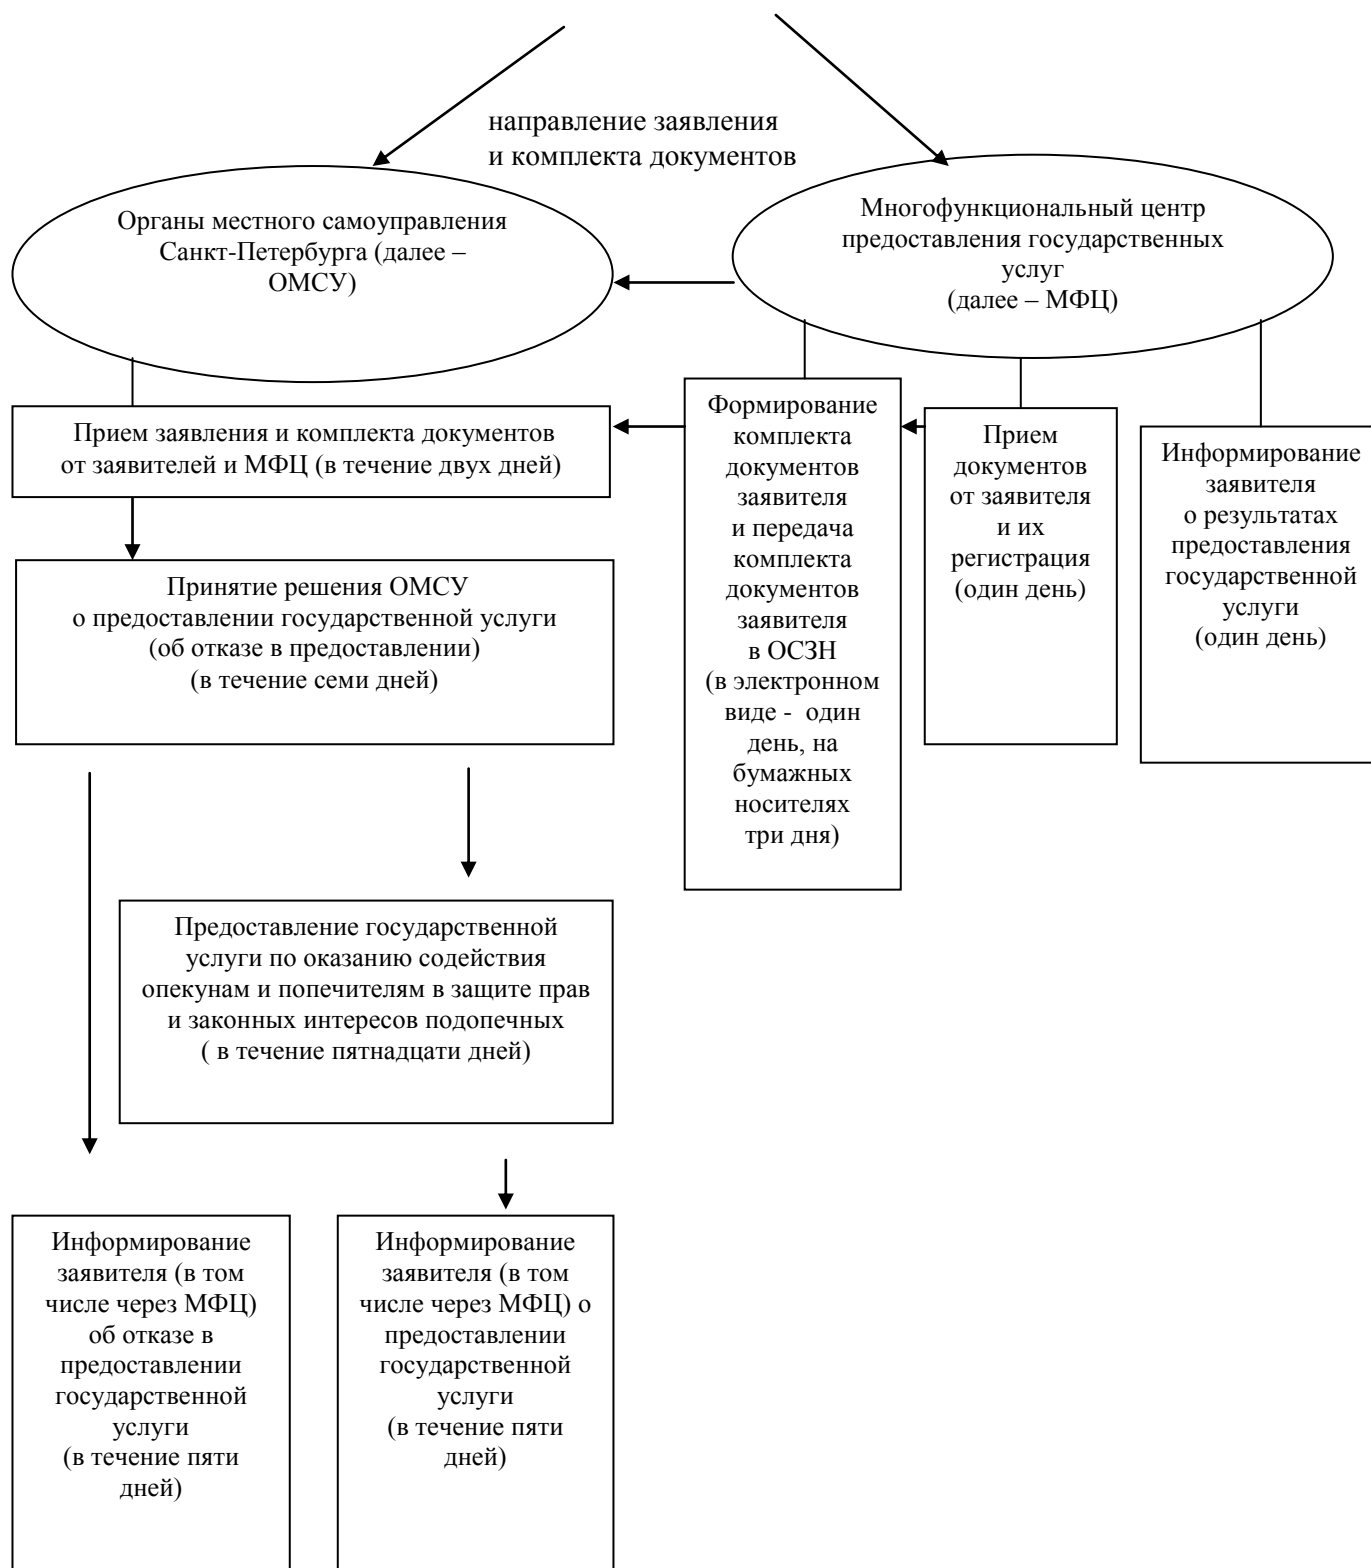 направление заявления
и комплекта документов
Органы местного самоуправления
Санкт-Петербурга (далее –
ОМСУ)
Многофункциональный центр
предоставления государственных
услуг
(далее – МФЦ)
Прием заявления и комплекта документов
от заявителей и МФЦ (в течение двух дней)
Формирование
комплекта
документов
заявителя
и передача
комплекта
документов
заявителя
в ОСЗН
(в электронном
виде - один
день, на
бумажных
носителях
три дня)
Прием
документов
от заявителя
и их
регистрация
(один день)
Информирование
заявителя
о результатах
предоставления
государственной
услуги
(один день)
Принятие решения ОМСУ
о предоставлении государственной услуги
(об отказе в предоставлении)
(в течение семи дней)
Предоставление государственной
услуги по оказанию содействия
опекунам и попечителям в защите прав
и законных интересов подопечных
( в течение пятнадцати дней)
Информирование
заявителя (в том
числе через МФЦ)
об отказе в
предоставлении
государственной
услуги
(в течение пяти
дней)
Информирование
заявителя (в том
числе через МФЦ) о
предоставлении
государственной
услуги
(в течение пяти
дней)